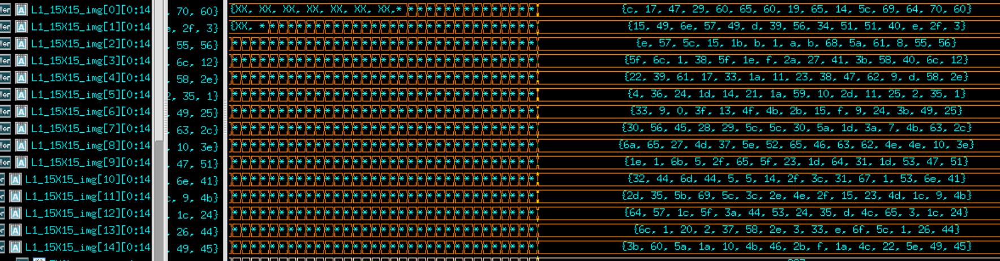 L1_15X15_img[0][0:14 70, 60} {XX, XX, XX, XX, XX, XX, XX,* {c, 17, 47, 29, 60, 65, 60, 19, 65, 14, 5c, 69, 64, 70, 60}
L1_15X15_img[1][0:14 2f, 3} {XX, * {15, 49, 6e, 57, 49, d, 39, 56, 34, 51, 51, 40, e, 2f, 3}
L1_15X15_img[2][0:14 55, 56} {e, 57, 5c, 15, 1b, b, 1, a, b, 68, 5a, 61, 8, 55, 56}
L1_15X15_img[3][0:14 6c, 12} {5f, 6c, 1, 38, 5f, 1e, f, 2a, 27, 41, 3b, 58, 40, 6c, 12}
L1_15X15_img[4][0:14 58, 2e} {22, 39, 61, 17, 33, 1a, 11, 23, 38, 47, 62, 9, d, 58, 2e}
L1_15X15_img[5][0:14 35, 1} {4, 36, 24, 1d, 14, 21, 1a, 59, 10, 2d, 11, 25, 2, 35, 1}
L1_15X15_img[6][0:14 49, 25} {33, 9, 0, 3f, 13, 4f, 4b, 2b, 15, f, 9, 24, 3b, 49, 25}
L1_15X15_img[7][0:14 63, 2c} {30, 56, 45, 28, 29, 5c, 5c, 30, 5a, 1d, 3a, 7, 4b, 63, 2c}
L1_15X15_img[8][0:14 10, 3e} {6a, 65, 27, 4d, 37, 5e, 52, 65, 46, 63, 62, 4e, 4e, 10, 3e}
L1_15X15_img[9][0:14 47, 51} {1e, 1, 6b, 5, 2f, 65, 5f, 23, 1d, 64, 31, 1d, 53, 47, 51}
L1_15X15_img[10][0:14 6e, 41} {32, 44, 6d, 44, 5, 5, 14, 2f, 3c, 31, 67, 1, 53, 6e, 41}
L1_15X15_img[11][0:14 9, 4b} {2d, 35, 5b, 69, 5c, 3c, 2e, 4e, 2f, 15, 23, 4d, 1c, 9, 4b}
L1_15X15_img[12][0:14 1c, 24} {64, 57, 1c, 5f, 3a, 44, 53, 24, 35, d, 4c, 65, 3, 1c, 24}
L1_15X15_img[13][0:14 26, 44} {6c, 1, 20, 2, 37, 58, 2e, 3, 33, e, 6f, 5c, 1, 26, 44}
L1_15X15_img[14][0:14 49, 45} {3b, 60, 5a, 1a, 10, 4b, 46, 2b, f, 1a, 4c, 22, 5e, 49, 45}